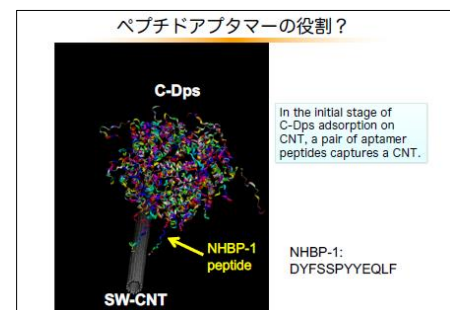 ペプチドアプタマーの役割？
C-Dps
In the initial stage of
C-Dps adsorption on
CNT, a pair of aptamer
peptides captures a CNT.
NHBP-1
peptide
NHBP-1:
DYFSSPYYEQLF
SW-CNT